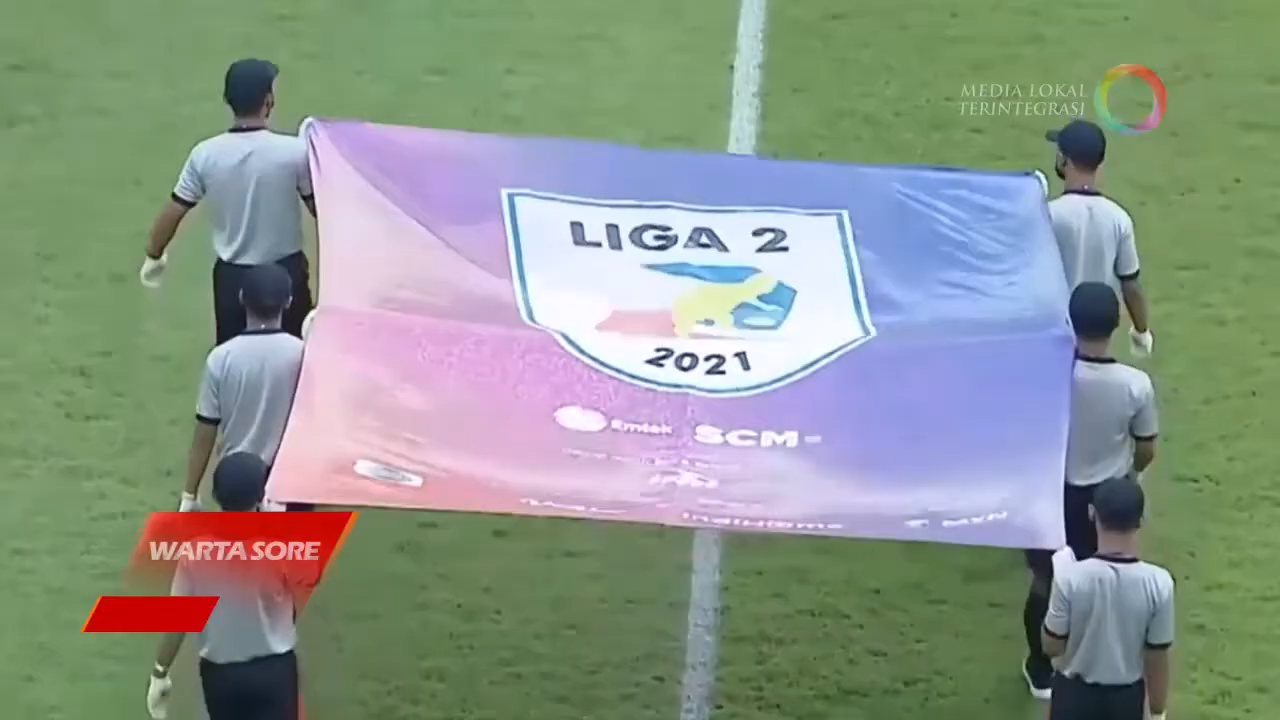 MEDIA LOKAL
TERINTEGRASI
LIGA 2
2021
Emtek SCM
IndiHome
WARTA SORE